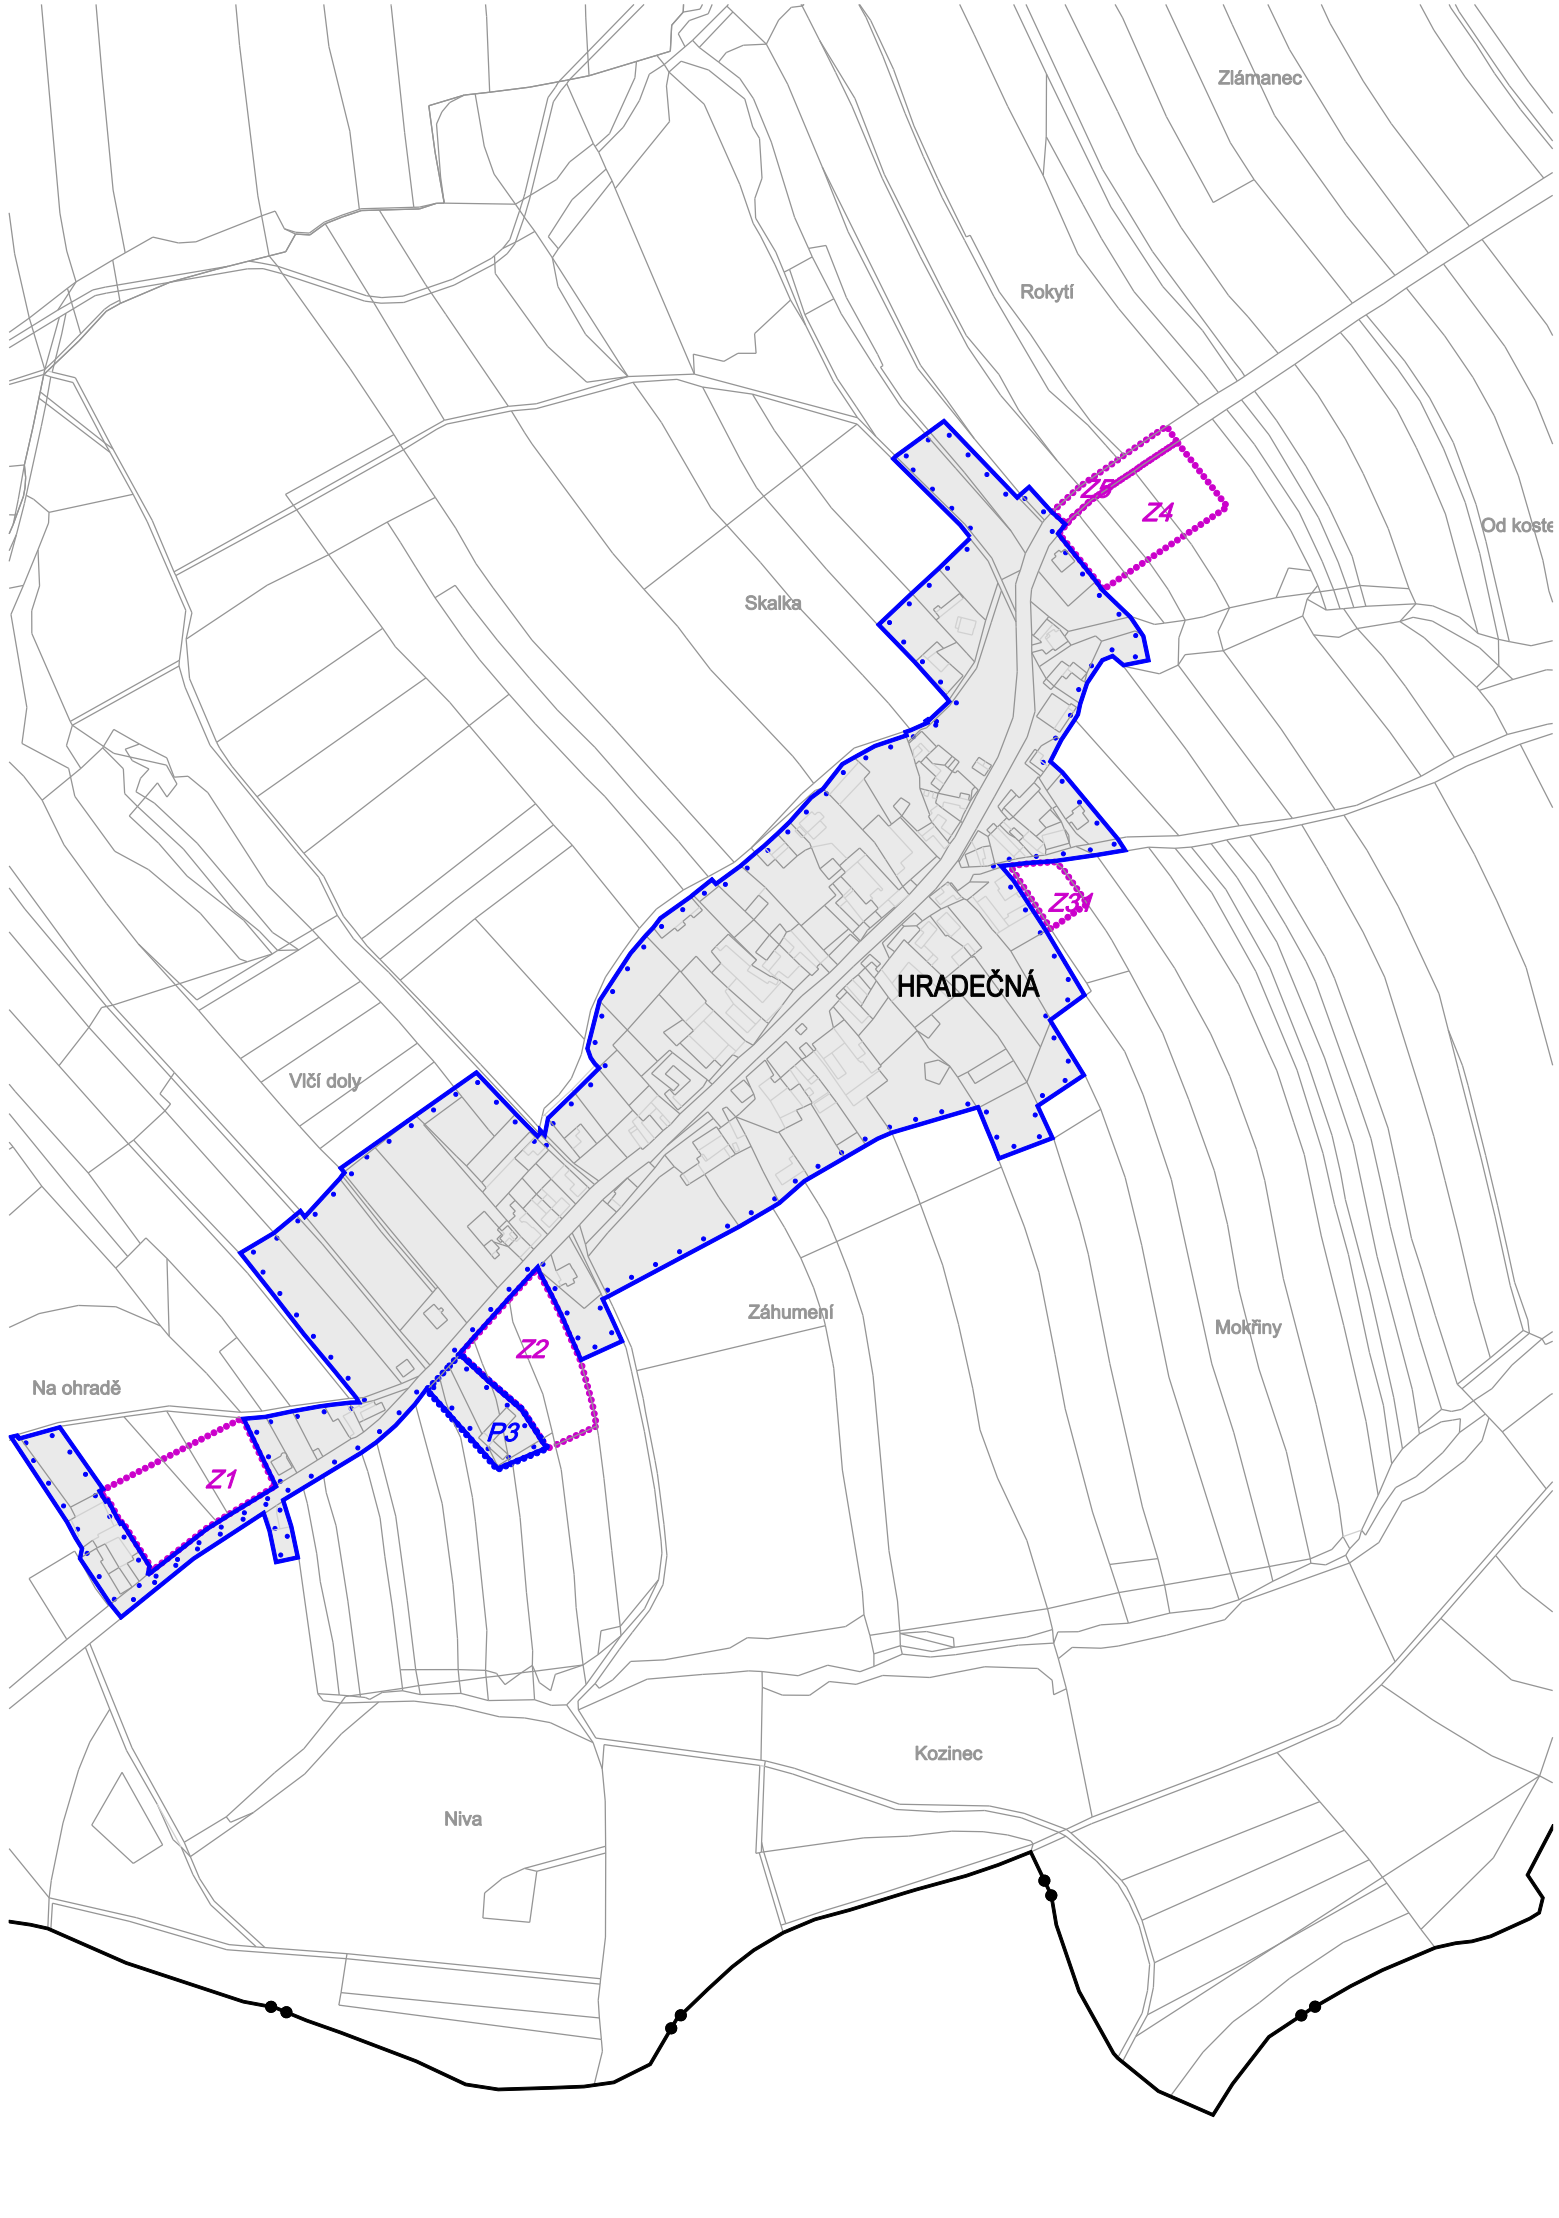 Zlámanec
Rokytí
Z5
Z4
Od koste
Skalka
Z31
HRADEČNÁ
Vlčí doly
Záhumení
Mokřiny
Z2
Na ohradě
P3
Z1
Kozinec
Niva